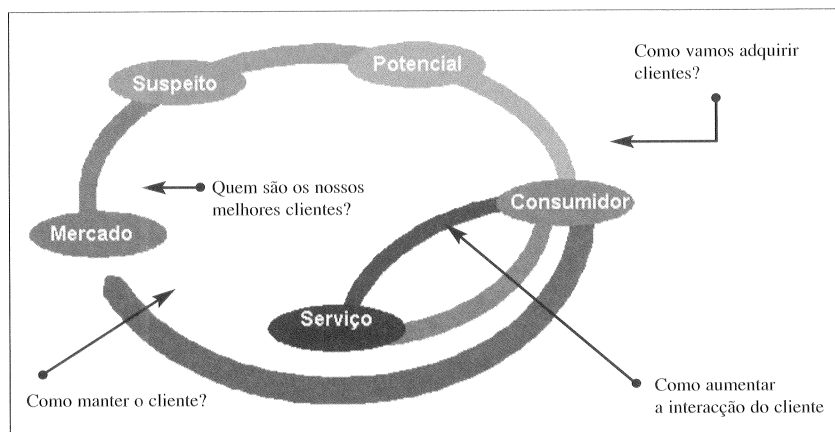 Potencial
Suspeito
Como vamos adquirir
clientes?
Quem são os nossos
melhores clientes?
Consumidor
Mercado
Serviço
Como manter o cliente?
Como aumentar
a interacção do cliente